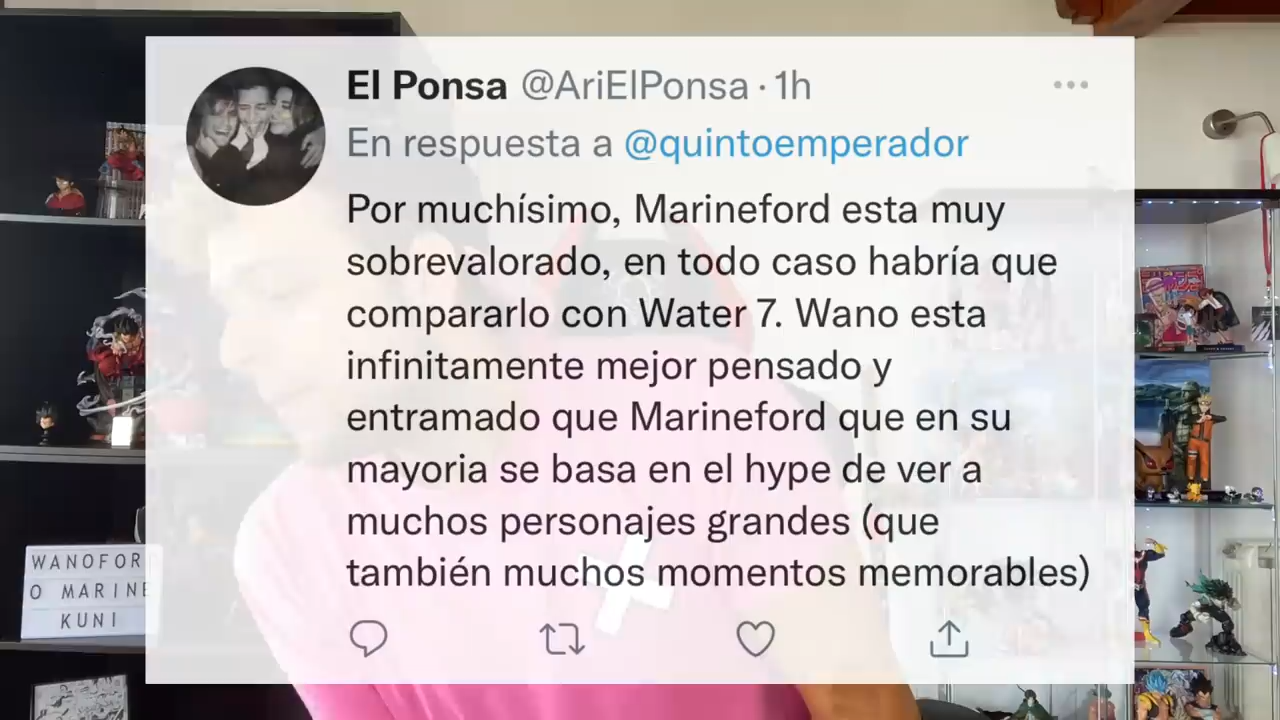 El Ponsa @AriElPonsa · 1h
En respuesta a @quintoemperador
Por muchísimo, Marineford esta muy
sobrevalorado, en todo caso habría que
compararlo con Water 7. Wano esta
infinitamente mejor pensado y
entramado que Marineford que en su
mayoria se basa en el hype de ver a
muchos personajes grandes (que
también muchos momentos memorables)
WANOFOR
O MARINE
KUNI